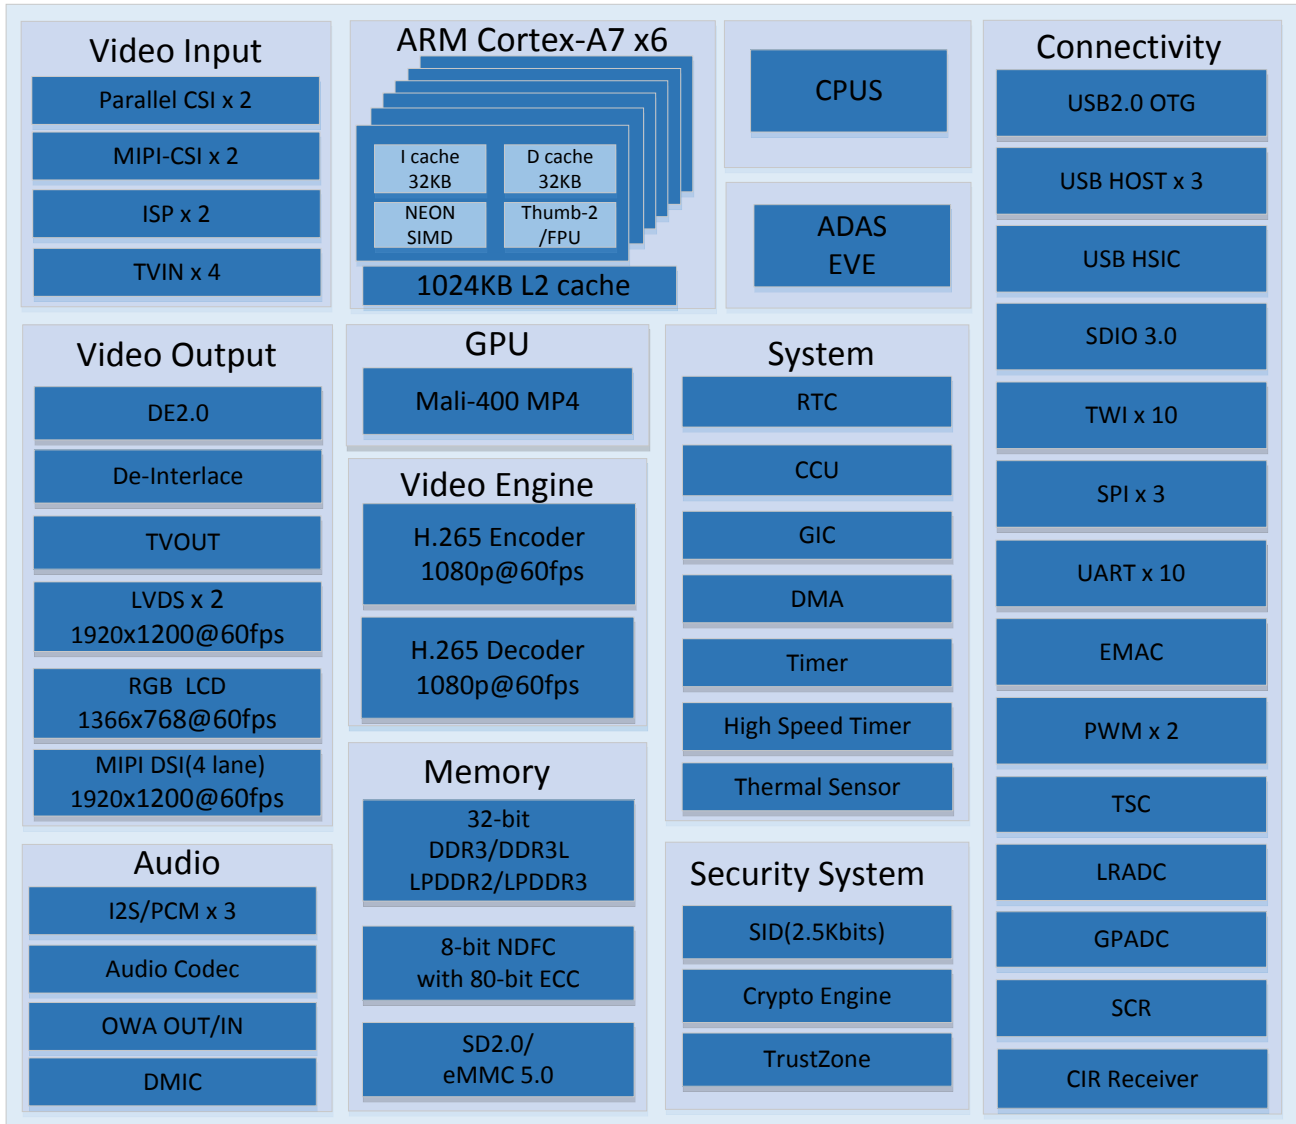 Video Input
Parallel CSI x 2
MIPI-CSI x 2
ISP x 2
TVIN x 4
ARM Cortex-A7 x6
I cache
32KB
D cache
32KB
NEON
SIMD
Thumb-2
/FPU
1024KB L2 cache
CPUS
ADAS
EVE
Connectivity
USB2.0 OTG
USB HOST x 3
USB HSIC
SDIO 3.0
TWI x 10
SPI x 3
UART x 10
EMAC
PWM x 2
TSC
LRADC
GPADC
SCR
CIR Receiver
Video Output
DE2.0
De-Interlace
TVOUT
LVDS x 2
1920x1200@60fps
RGB LCD
1366x768@60fps
MIPI DSI(4 lane)
1920x1200@60fps
GPU
Mali-400 MP4
Video Engine
H.265 Encoder
1080p@60fps
H.265 Decoder
1080p@60fps
System
RTC
CCU
GIC
DMA
Timer
High Speed Timer
Thermal Sensor
Audio
I2S/PCM x 3
Audio Codec
OWA OUT/IN
DMIC
Memory
32-bit
DDR3/DDR3L
LPDDR2/LPDDR3
8-bit NDFC
with 80-bit ECC
SD2.0/
eMMC 5.0
Security System
SID(2.5Kbits)
Crypto Engine
TrustZone